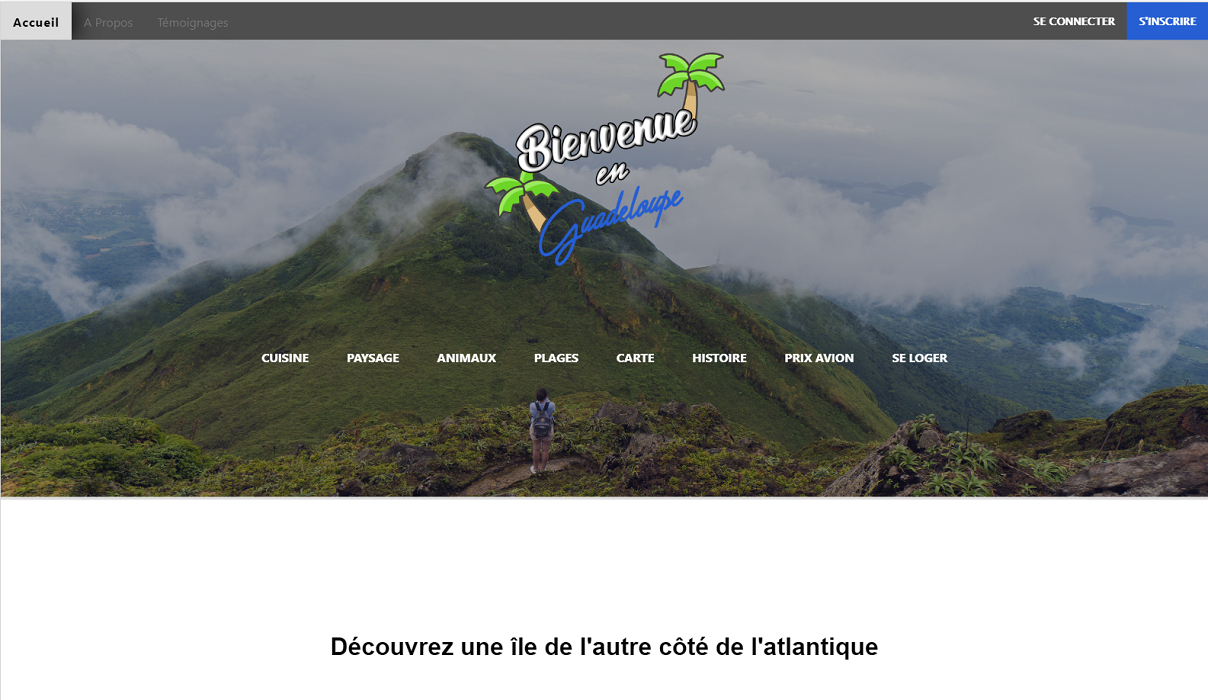 Accueil A Propos Témoignages SE CONNECTER S'INSCRIRE
Bienvenue
en
Guadeloupe
CUISINE PAYSAGE ANIMAUX PLAGES CARTE HISTOIRE PRIX AVION SE LOGER
Découvrez une île de l'autre côté de l'atlantique